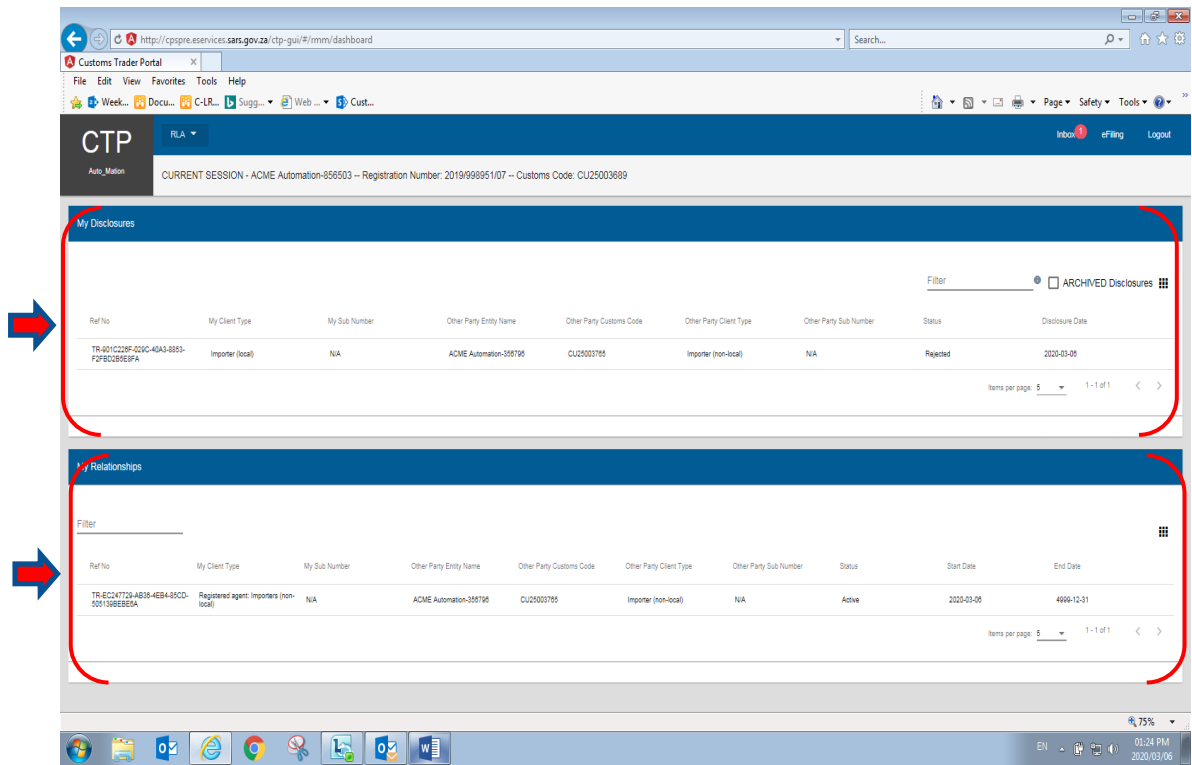 http://cpspre.eservices.sars.gov.za/ctp-gui/#/rmm/dashboard
Search...
Customs Trader Portal
File Edit View Favorites Tools Help
Week... Docu... C-LR... Sugg... Web ... Cust...
Page Safety Tools
CTP
RLA
Inbox 1 eFiling Logout
Auto_Mation
CURRENT SESSION - ACME Automation-856503 -- Registration Number: 2019/998951/07 -- Customs Code: CU25003689
My Disclosures
Filter ARCHIVED Disclosures
Ref No My Client Type My Sub Number Other Party Entity Name Other Party Customs Code Other Party Client Type Other Party Sub Number Status Disclosure Date
TR-901C226F-029C-40A3-8853-
F2FBD2B5E8FA Importer (local) N/A ACME Automation-356796 CU25003765 Importer (non-local) N/A Rejected 2020-03-06
Items per page: 5 1 - 1 of 1
My Relationships
Filter
Ref No My Client Type My Sub Number Other Party Entity Name Other Party Customs Code Other Party Client Type Other Party Sub Number Status Start Date End Date
TR-EC247729-AB36-4EB4-85CD- Registered agent: Importers (non-
505139BEBE6A local) N/A ACME Automation-356796 CU25003765 Importer (non-local) N/A Active 2020-03-06 4999-12-31
Items per page: 5 1 - 1 of 1
75%
EN 01:24 PM
2020/03/06